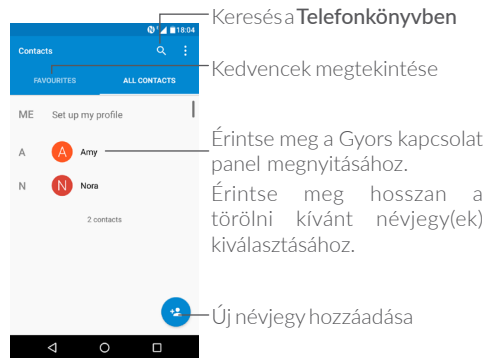 Keresés a Telefonkönyvben
18:04
Contacts
Kedvencek megtekintése
FAVOURITES ALL CONTACTS
ME Set up my profile
A A Amy
Érintse meg a Gyors kapcsolat
panel megnyitásához.
Érintse meg hosszan a
törölni kívánt névjegy(ek)
kiválasztásához.
N N Nora
2 contacts
Új névjegy hozzáadása